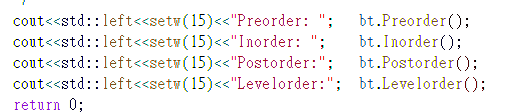 cout<<std::left<<setw(15)<<"Preorder: ";   bt.Preorder();
cout<<std::left<<setw(15)<<"Inorder: ";    bt.Inorder();
cout<<std::left<<setw(15)<<"Postorder:";   bt.Postorder();
cout<<std::left<<setw(15)<<"Levelorder:";  bt.Levelorder();
return 0;